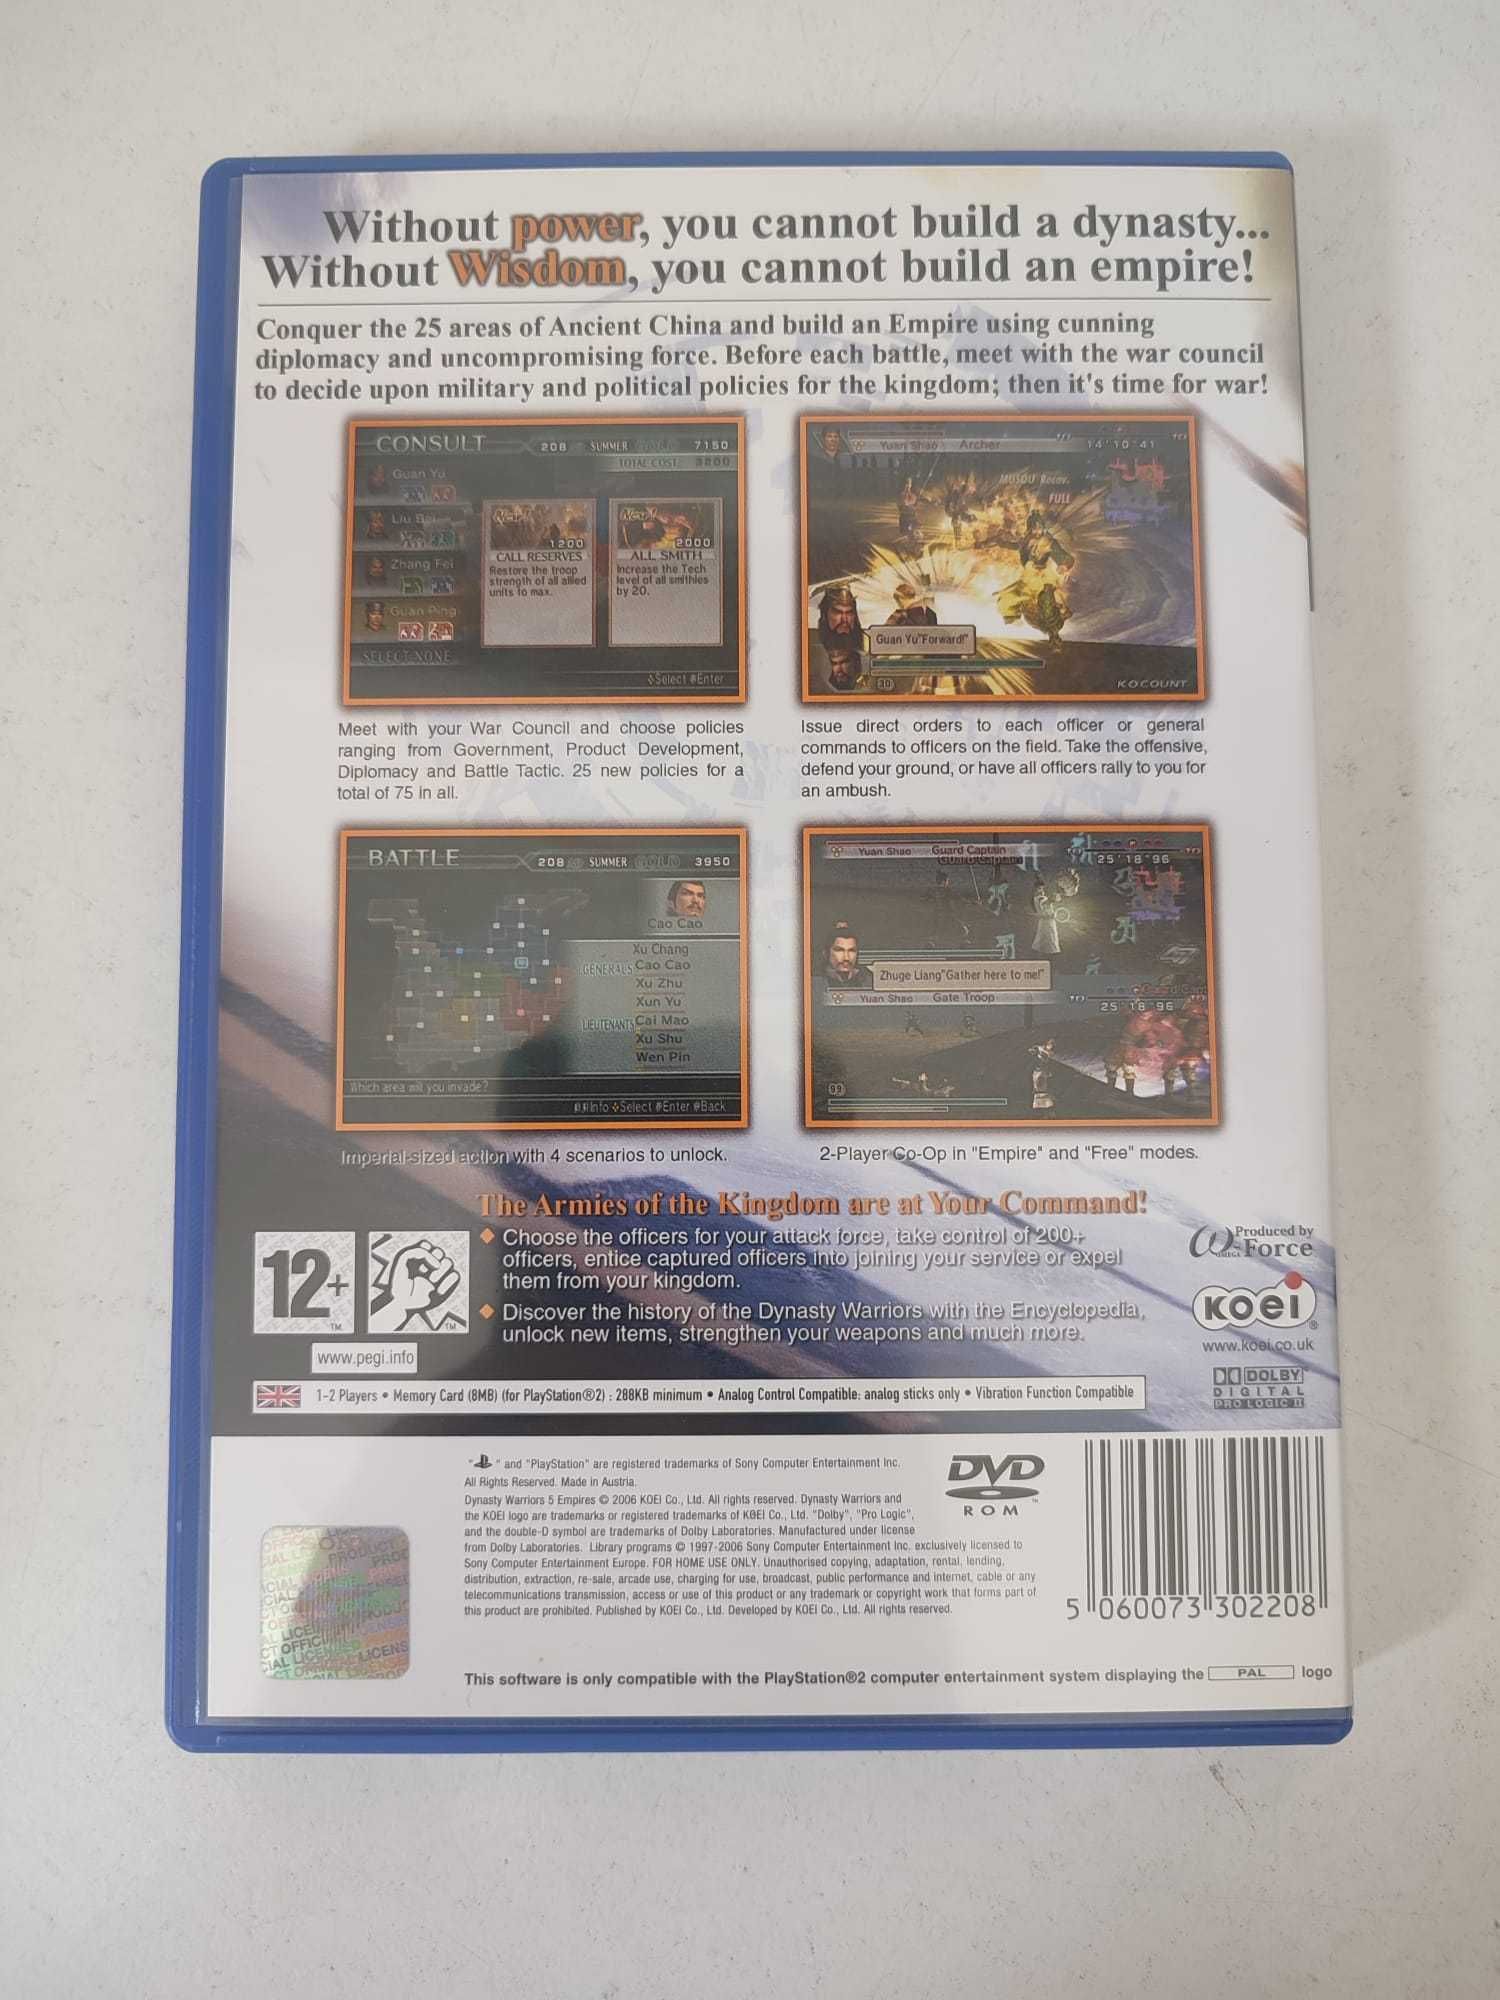 Without power, you cannot build a dynasty...
Without Wisdom, you cannot build an empire!
Conquer the 25 areas of Ancient China and build an Empire using cunning
diplomacy and uncompromising force. Before each battle, meet with the war council
to decide upon military and political policies for the kingdom; then it's time for war!
CONSULT 208 SUMMER GOLD 7150
TOTAL COST 3200
Guan Yu
Liu Bei
Zhang Fei
Guan Ping
SELECT NONE
New! 1200
CALL RESERVES
Restore the troop
strength of all allied
units to max.
New! 2000
ALL SMITH
Increase the Tech
level of all smithies
by 20.
Select Enter
Yuan Shao Archer 14'10"41
MUSOU Recov.
FULL
Guan Yu"Forward!"
30
KO COUNT
Meet with your War Council and choose policies
ranging from Government, Product Development,
Diplomacy and Battle Tactic. 25 new policies for a
total of 75 in all.
Issue direct orders to each officer or general
commands to officers on the field. Take the offensive,
defend your ground, or have all officers rally to you for
an ambush.
BATTLE 208 SUMMER GOLD 3950
Cao Cao
Xu Chang
GENERALS Cao Cao
Xu Zhu
Xun Yu
LIEUTENANTS Cai Mao
Xu Shu
Wen Pin
Which area will you invade?
Info Select Enter Back
Yuan Shao Guard Captain
Guard Captain
25'18"96
Zhuge Liang"Gather here to me!"
Yuan Shao Gate Troop
25'18"96
99
Imperial-sized action with 4 scenarios to unlock.
2-Player Co-Op in "Empire" and "Free" modes.
The Armies of the Kingdom are at Your Command!
Choose the officers for your attack force, take control of 200+
officers, entice captured officers into joining your service or expel
them from your kingdom.
Discover the history of the Dynasty Warriors with the Encyclopedia,
unlock new items, strengthen your weapons and much more.
12+
TM
TM
www.pegi.info
Produced by
OMEGA-Force
KOEI®
www.koei.co.uk
DOLBY
DIGITAL
PRO LOGIC II
1-2 Players • Memory Card (8MB) (for PlayStation®2) : 288KB minimum • Analog Control Compatible: analog sticks only • Vibration Function Compatible
" " and "PlayStation" are registered trademarks of Sony Computer Entertainment Inc.
All Rights Reserved. Made in Austria.
Dynasty Warriors 5 Empires © 2006 KOEI Co., Ltd. All rights reserved. Dynasty Warriors and
the KOEI logo are trademarks or registered trademarks of KOEI Co., Ltd. "Dolby", "Pro Logic",
and the double-D symbol are trademarks of Dolby Laboratories. Manufactured under license
from Dolby Laboratories. Library programs © 1997-2006 Sony Computer Entertainment Inc. exclusively licensed to
Sony Computer Entertainment Europe. FOR HOME USE ONLY. Unauthorised copying, adaptation, rental, lending,
distribution, extraction, re-sale, arcade use, charging for use, broadcast, public performance and internet, cable or any
telecommunications transmission, access or use of this product or any trademark or copyright work that forms part of
this product are prohibited. Published by KOEI Co., Ltd. Developed by KOEI Co., Ltd. All rights reserved.
DVD
ROM
5 060073 302208
This software is only compatible with the PlayStation®2 computer entertainment system displaying the PAL logo